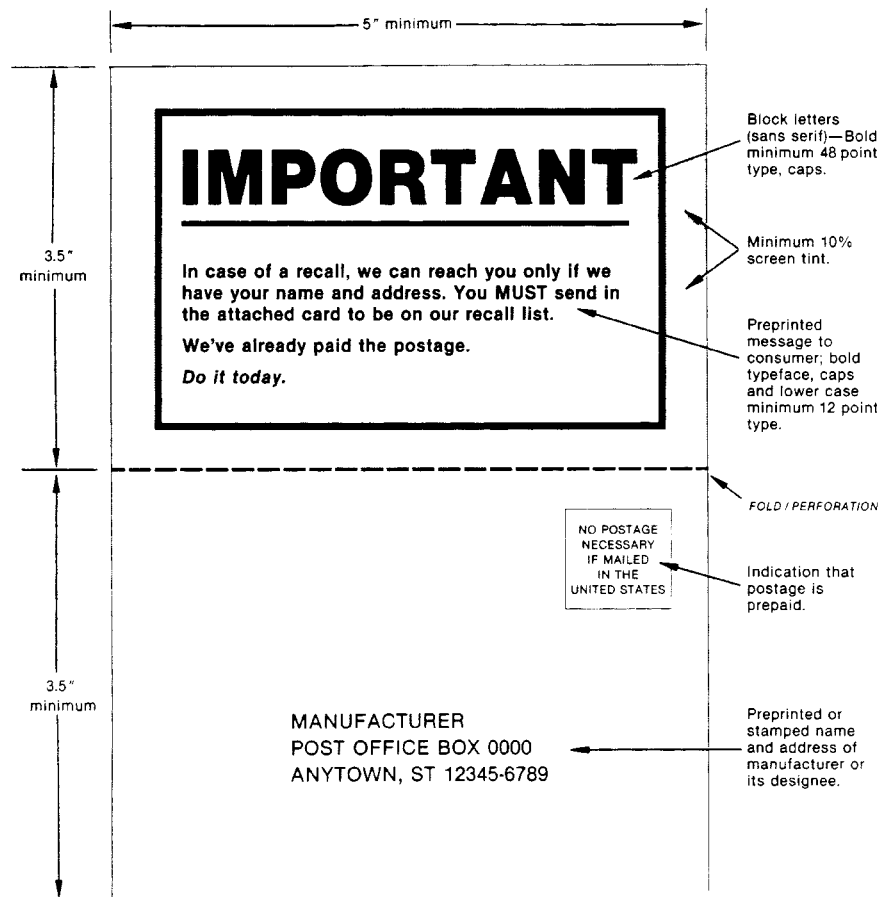 5" minimum
3.5"
minimum
IMPORTANT
In case of a recall, we can reach you only if we
have your name and address. You MUST send in
the attached card to be on our recall list.
We've already paid the postage.
Do it today.
Block letters
(sans serif)—Bold
minimum 48 point
type, caps.
Minimum 10%
screen tint.
Preprinted
message to
consumer; bold
typeface, caps
and lower case
minimum 12 point
type.
FOLD / PERFORATION
NO POSTAGE
NECESSARY
IF MAILED
IN THE
UNITED STATES
Indication that
postage is
prepaid.
3.5"
minimum
MANUFACTURER
POST OFFICE BOX 0000
ANYTOWN, ST 12345-6789
Preprinted or
stamped name
and address of
manufacturer or
its designee.